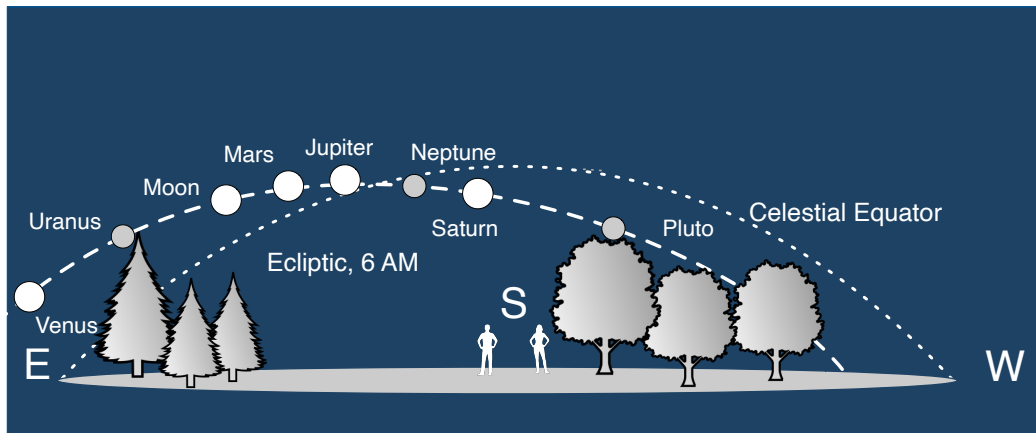 Jupiter
Neptune
Mars
Moon
Uranus
Saturn
Pluto
Celestial Equator
Ecliptic, 6 AM
Venus
S
E
W